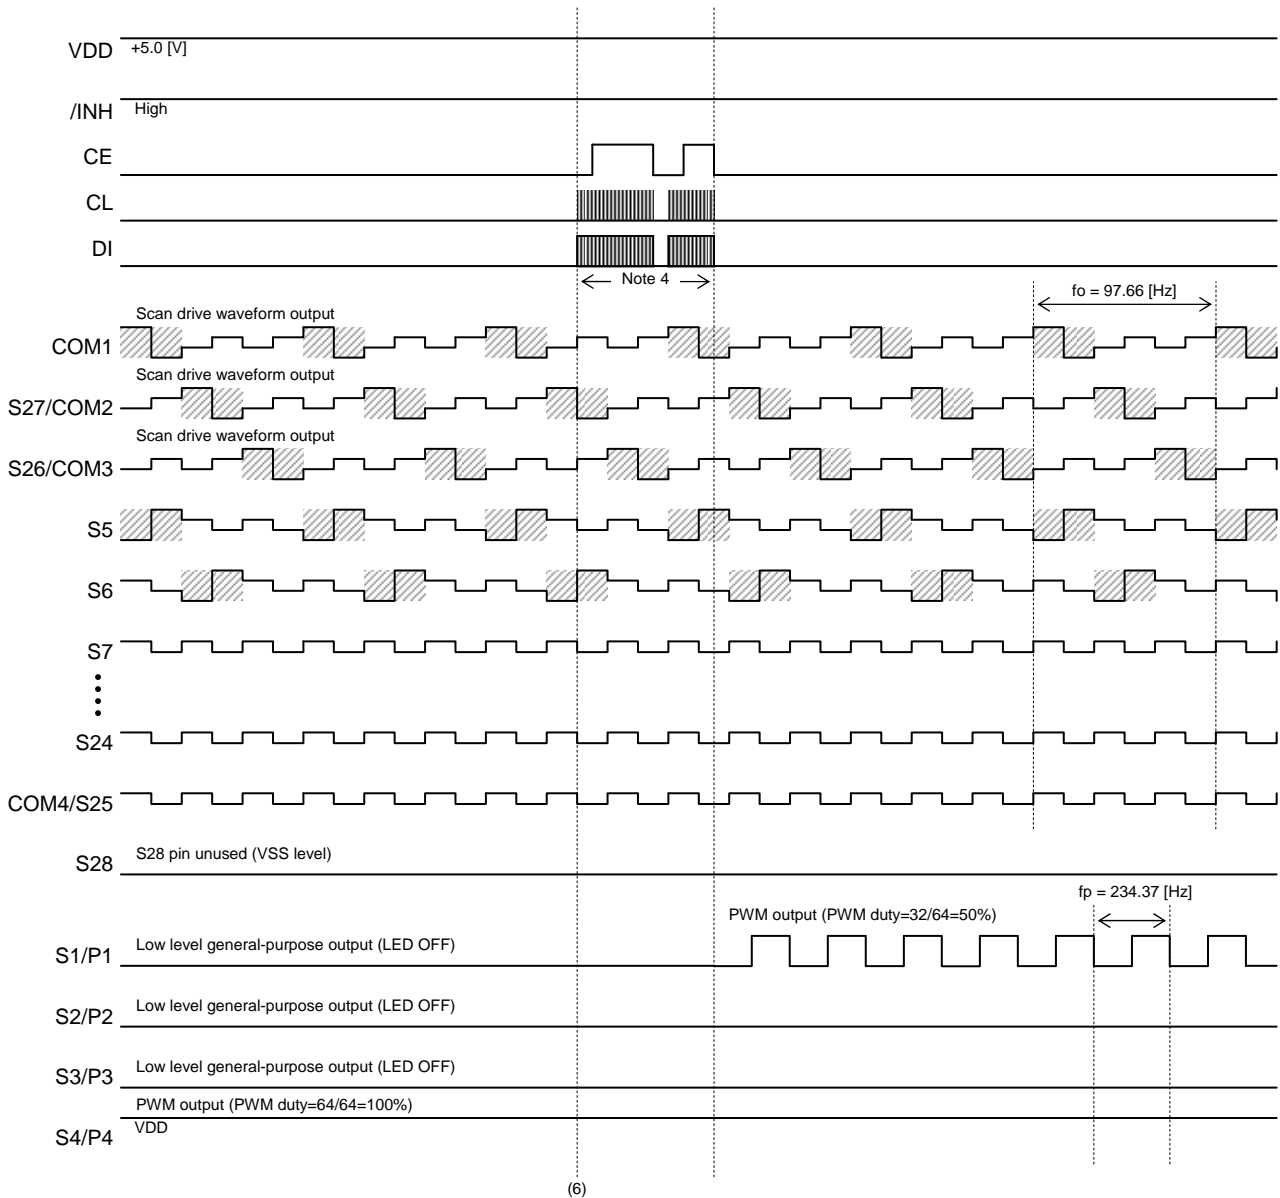 VDD +5.0 [V]
/INH High
CE
CL
DI
Note 4
fo = 97.66 [Hz]
Scan drive waveform output
COM1
Scan drive waveform output
S27/COM2
Scan drive waveform output
S26/COM3
S5
S6
S7
S24
COM4/S25
S28 pin unused (VSS level)
S28
fp = 234.37 [Hz]
PWM output (PWM duty=32/64=50%)
Low level general-purpose output (LED OFF)
S1/P1
Low level general-purpose output (LED OFF)
S2/P2
Low level general-purpose output (LED OFF)
S3/P3
PWM output (PWM duty=64/64=100%)
VDD
S4/P4
(6)